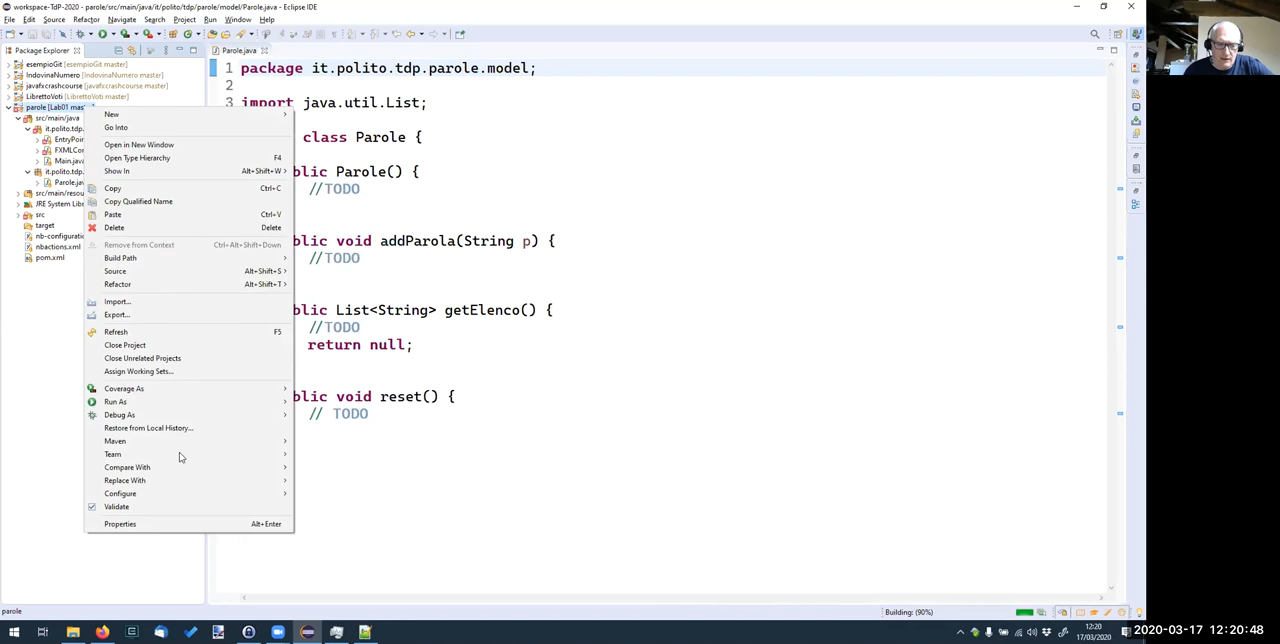 workspace-TdP-2020 - parole/src/main/java/it/polito/tdp/parole/model/Parole.java - Eclipse IDE
File Edit Source Refactor Navigate Search Project Run Window Help
Package Explorer
Parole.java
esempioGit [esempioGit master]
IndovinaNumero [IndovinaNumero master]
javafxcrashcourse [javafxcrashcourse master]
LibrettoVoti [LibrettoVoti master]
parole [Lab01 mas
src/main/java
it.polito.tdp.
EntryPoi
FXMLCon
Main.java
it.polito.tdp.
Parole.jav
src/main/resou
JRE System Libr
src
target
nb-configuratio
nbactions.xml
pom.xml
New
Go Into
Open in New Window
Open Type Hierarchy F4
Show In Alt+Shift+W
Copy Ctrl+C
Copy Qualified Name
Paste Ctrl+V
Delete Delete
Remove from Context Ctrl+Alt+Shift+Down
Build Path
Source Alt+Shift+S
Refactor Alt+Shift+T
Import...
Export...
Refresh F5
Close Project
Close Unrelated Projects
Assign Working Sets...
Coverage As
Run As
Debug As
Restore from Local History...
Maven
Team
Compare With
Replace With
Configure
Validate
Properties Alt+Enter
1 package it.polito.tdp.parole.model;
2
3 import java.util.List;
class Parole {
blic Parole() {
//TODO
blic void addParola(String p) {
//TODO
blic List<String> getElenco() {
//TODO
return null;
blic void reset() {
// TODO
parole
Building: (90%)
12:20
17/03/2020
2020-03-17 12:20:48